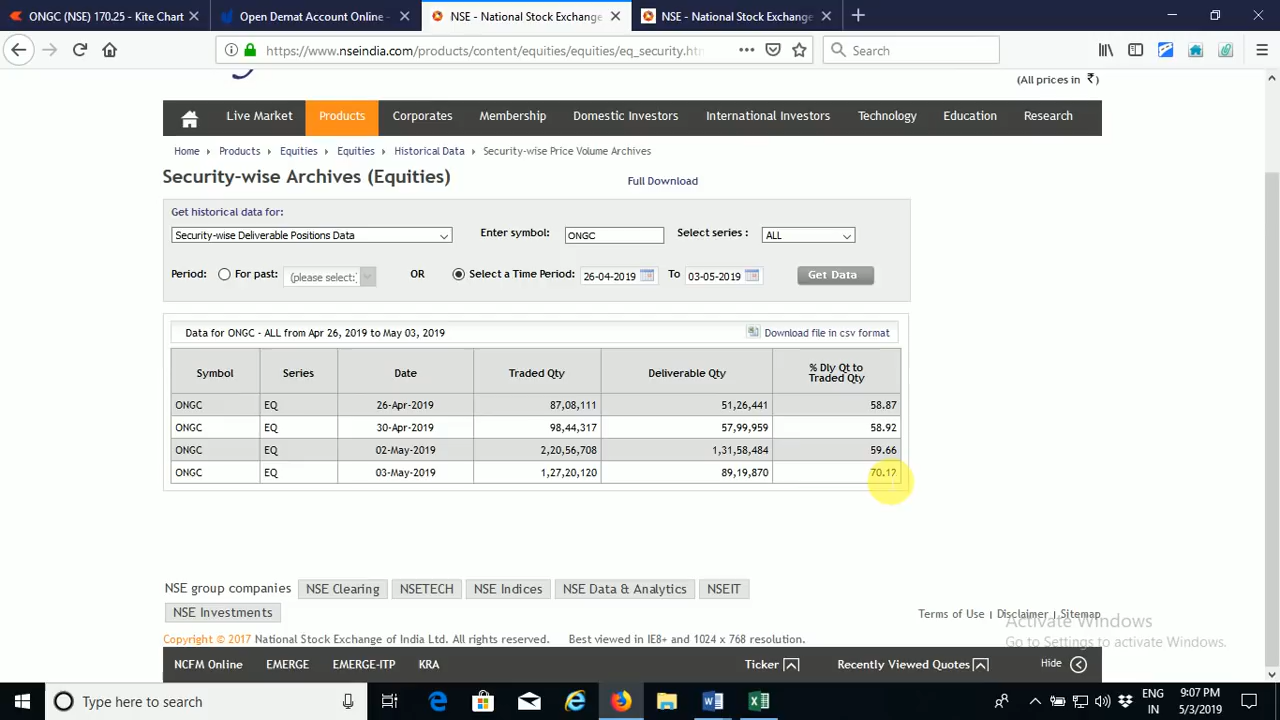 ONGC (NSE) 170.25 - Kite Chart
Open Demat Account Online -
NSE - National Stock Exchange
NSE - National Stock Exchange
https://www.nseindia.com/products/content/equities/equities/eq_security.htm
Search
(All prices in ₹)
Live Market Products Corporates Membership Domestic Investors International Investors Technology Education Research
Home Products Equities Equities Historical Data Security-wise Price Volume Archives
Security-wise Archives (Equities)
Full Download
Get historical data for:
Security-wise Deliverable Positions Data Enter symbol: ONGC Select series : ALL
Period: For past: (please select: OR Select a Time Period: 26-04-2019 To 03-05-2019 Get Data
Data for ONGC - ALL from Apr 26, 2019 to May 03, 2019 Download file in csv format
Symbol Series Date Traded Qty Deliverable Qty % Dly Qt to
Traded Qty
ONGC EQ 26-Apr-2019 87,08,111 51,26,441 58.87
ONGC EQ 30-Apr-2019 98,44,317 57,99,959 58.92
ONGC EQ 02-May-2019 2,20,56,708 1,31,58,484 59.66
ONGC EQ 03-May-2019 1,27,20,120 89,19,870 70.12
NSE group companies NSE Clearing NSETECH NSE Indices NSE Data & Analytics NSEIT
NSE Investments
Terms of Use | Disclaimer | Sitemap
Activate Windows
Go to Settings to activate Windows.
Copyright © 2017 National Stock Exchange of India Ltd. All rights reserved. Best viewed in IE8+ and 1024 x 768 resolution.
NCFM Online EMERGE EMERGE-ITP KRA Ticker Recently Viewed Quotes Hide
Type here to search
ENG
IN
9:07 PM
5/3/2019